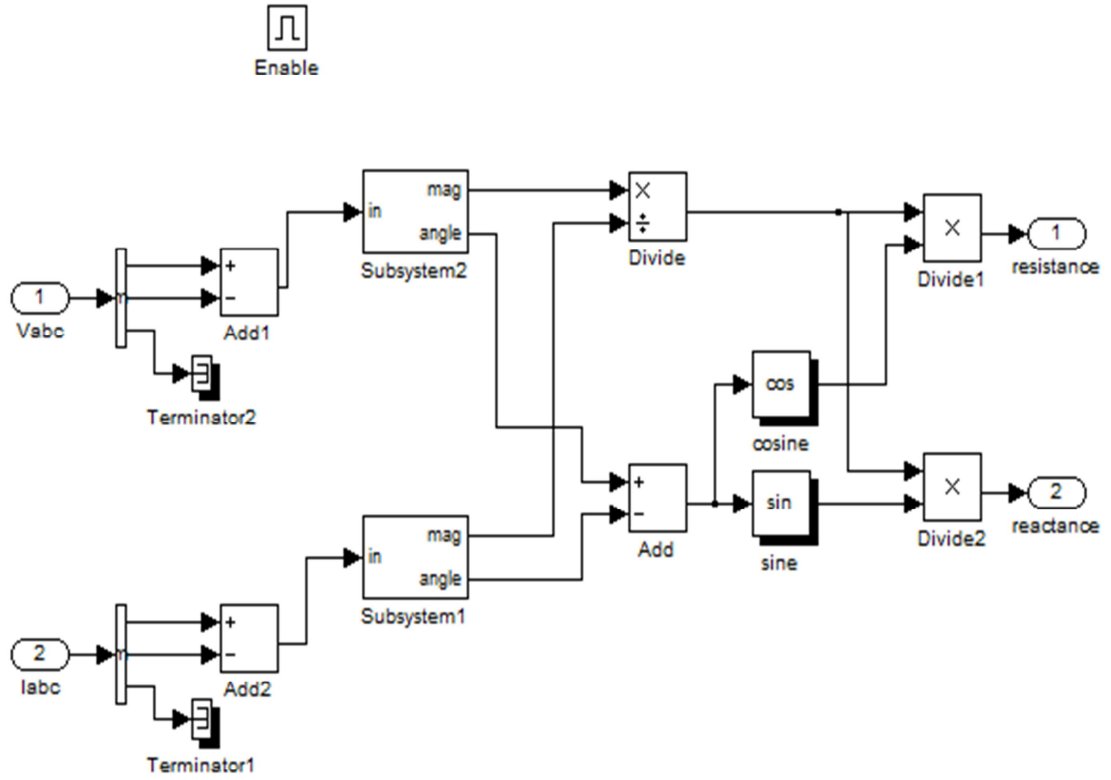 Enable
mag
in
angle
Subsystem2
×
÷
Divide
×
Divide1
1
resistance
1
Vabc
m
+
−
Add1
Terminator2
cos
cosine
+
−
Add
sin
sine
×
Divide2
2
reactance
mag
in
angle
Subsystem1
2
Iabc
m
+
−
Add2
Terminator1